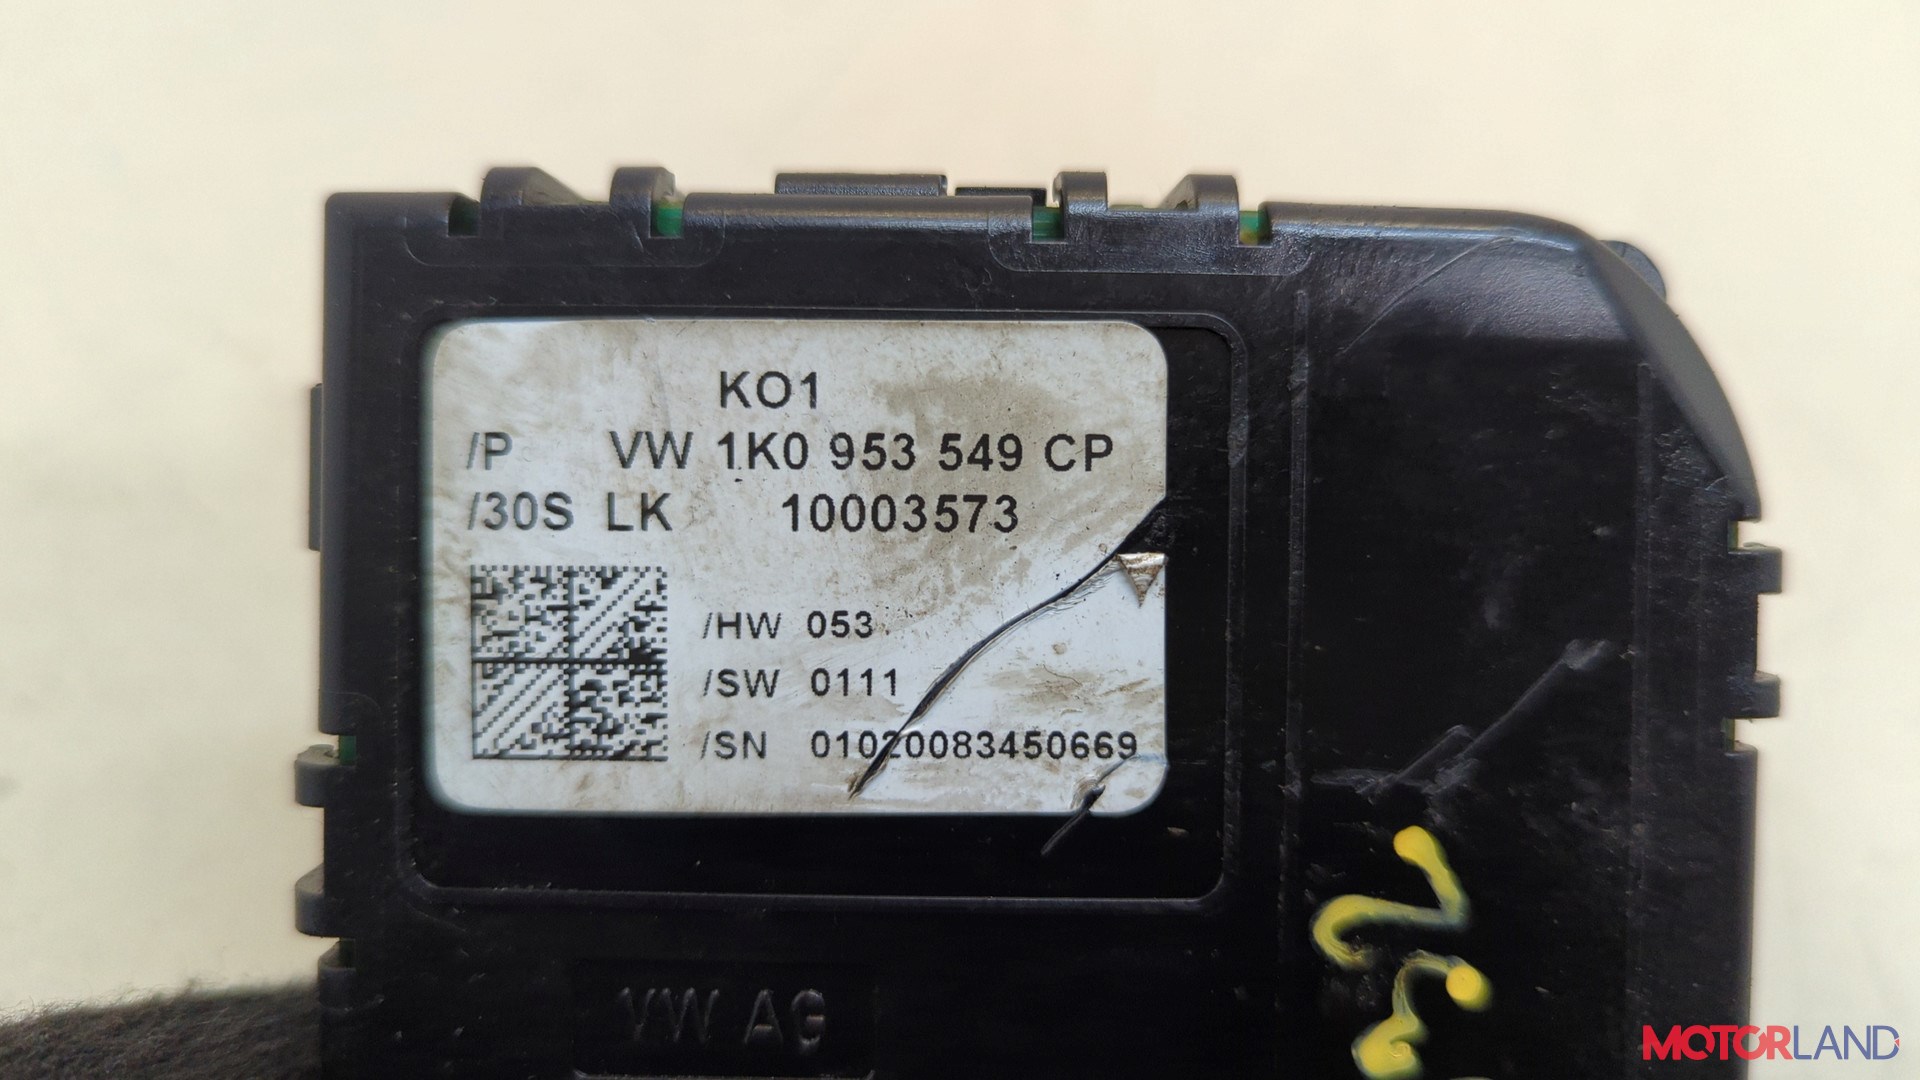 KO1
/P VW 1K0 953 549 CP
/30S LK 10003573
/HW 053
/SW 0111
/SN 01020083450669
VW AG
MOTORLAND